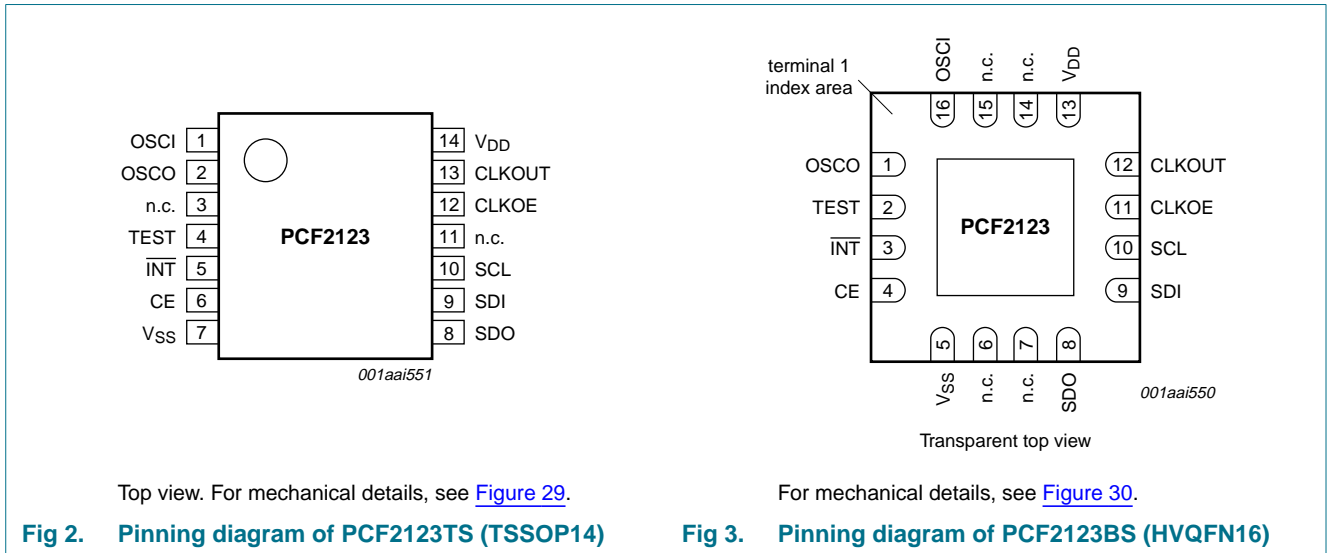 OSCI 1
OSCO 2
n.c. 3
TEST 4
INT 5
CE 6
VSS 7
PCF2123
14 VDD
13 CLKOUT
12 CLKOE
11 n.c.
10 SCL
9 SDI
8 SDO
001aai551
Top view. For mechanical details, see Figure 29.
Fig 2. Pinning diagram of PCF2123TS (TSSOP14)
terminal 1
index area
OSCI n.c. n.c. VDD
16 15 14 13
OSCO 1
TEST 2
INT 3
CE 4
PCF2123
12 CLKOUT
11 CLKOE
10 SCL
9 SDI
5 6 7 8
VSS n.c. n.c. SDO
001aai550
Transparent top view
For mechanical details, see Figure 30.
Fig 3. Pinning diagram of PCF2123BS (HVQFN16)